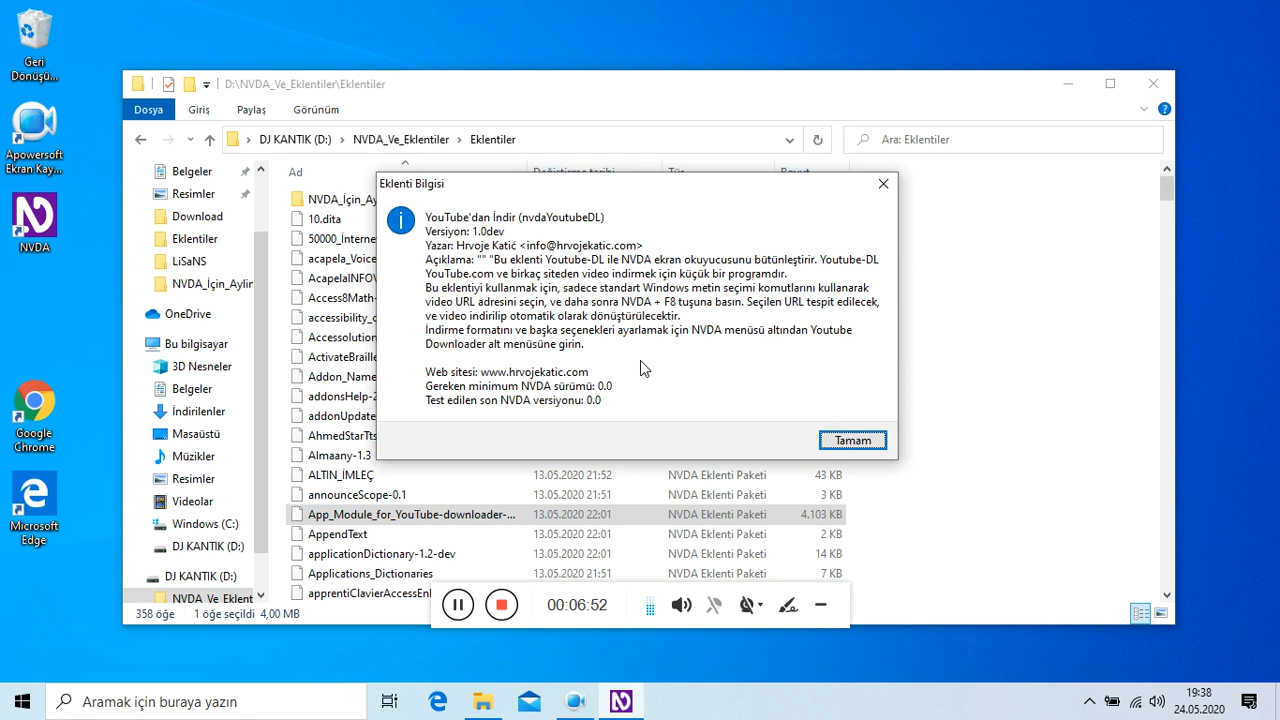 Geri
Dönüşü...
Apowersoft
Ekran Kay...
NVDA
Google
Chrome
Microsoft
Edge
D:\NVDA_Ve_Eklentiler\Eklentiler
Dosya
Giriş
Paylaş
Görünüm
DJ KANTIK (D:) › NVDA_Ve_Eklentiler › Eklentiler
Ara: Eklentiler
Belgeler
Resimler
Download
Eklentiler
LiSaNS
NVDA_İçin_Aylin
OneDrive
Bu bilgisayar
3D Nesneler
Belgeler
İndirilenler
Masaüstü
Müzikler
Resimler
Videolar
Windows (C:)
DJ KANTIK (D:)
DJ KANTIK (D:)
NVDA_Ve_Eklent
Ad
Değiştirme tarihi
Tür
Boyut
NVDA_İçin_Ay
10.dita
50000_İnterne
acapela_Voice
AcapelaINFOV
Access8Math-
accessibility_c
Accessolution
ActivateBraille
Addon_Name
addonsHelp-2
addonUpdate
AhmedStarTts
Almaany-1.3
ALTIN_İMLEÇ 13.05.2020 21:52 NVDA Eklenti Paketi 43 KB
announceScope-0.1 13.05.2020 21:51 NVDA Eklenti Paketi 3 KB
App_Module_for_YouTube-downloader-... 13.05.2020 22:01 NVDA Eklenti Paketi 4.103 KB
AppendText 13.05.2020 22:01 NVDA Eklenti Paketi 2 KB
applicationDictionary-1.2-dev 13.05.2020 22:01 NVDA Eklenti Paketi 14 KB
Applications_Dictionaries 13.05.2020 21:51 NVDA Eklenti Paketi 7 KB
apprentiClavierAccessEnl
Eklenti Bilgisi
YouTube'dan İndir (nvdaYoutubeDL)
Versiyon: 1.0dev
Yazar: Hrvoje Katić <info@hrvojekatic.com>
Açıklama: "" "Bu eklenti Youtube-DL ile NVDA ekran okuyucusunu bütünleştirir. Youtube-DL
YouTube.com ve birkaç siteden video indirmek için küçük bir programdır.
Bu eklentiyi kullanmak için, sadece standart Windows metin seçimi komutlarını kullanarak
video URL adresini seçin, ve daha sonra NVDA + F8 tuşuna basın. Seçilen URL tespit edilecek,
ve video indirilip otomatik olarak dönüştürülecektir.
İndirme formatını ve başka seçenekleri ayarlamak için NVDA menüsü altından Youtube
Downloader alt menüsüne girin.
Web sitesi: www.hrvojekatic.com
Gereken minimum NVDA sürümü: 0.0
Test edilen son NVDA versiyonu: 0.0
Tamam
00:06:52
358 öğe 1 öğe seçildi 4,00 MB
Aramak için buraya yazın
19:38
24.05.2020